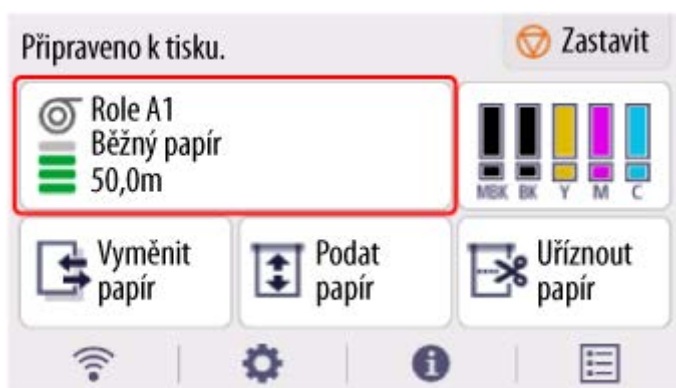 Připraveno k tisku.
Zastavit
Role A1
Běžný papír
50,0m
MBK BK Y M C
Vyměnit
papír
Podat
papír
Uříznout
papír